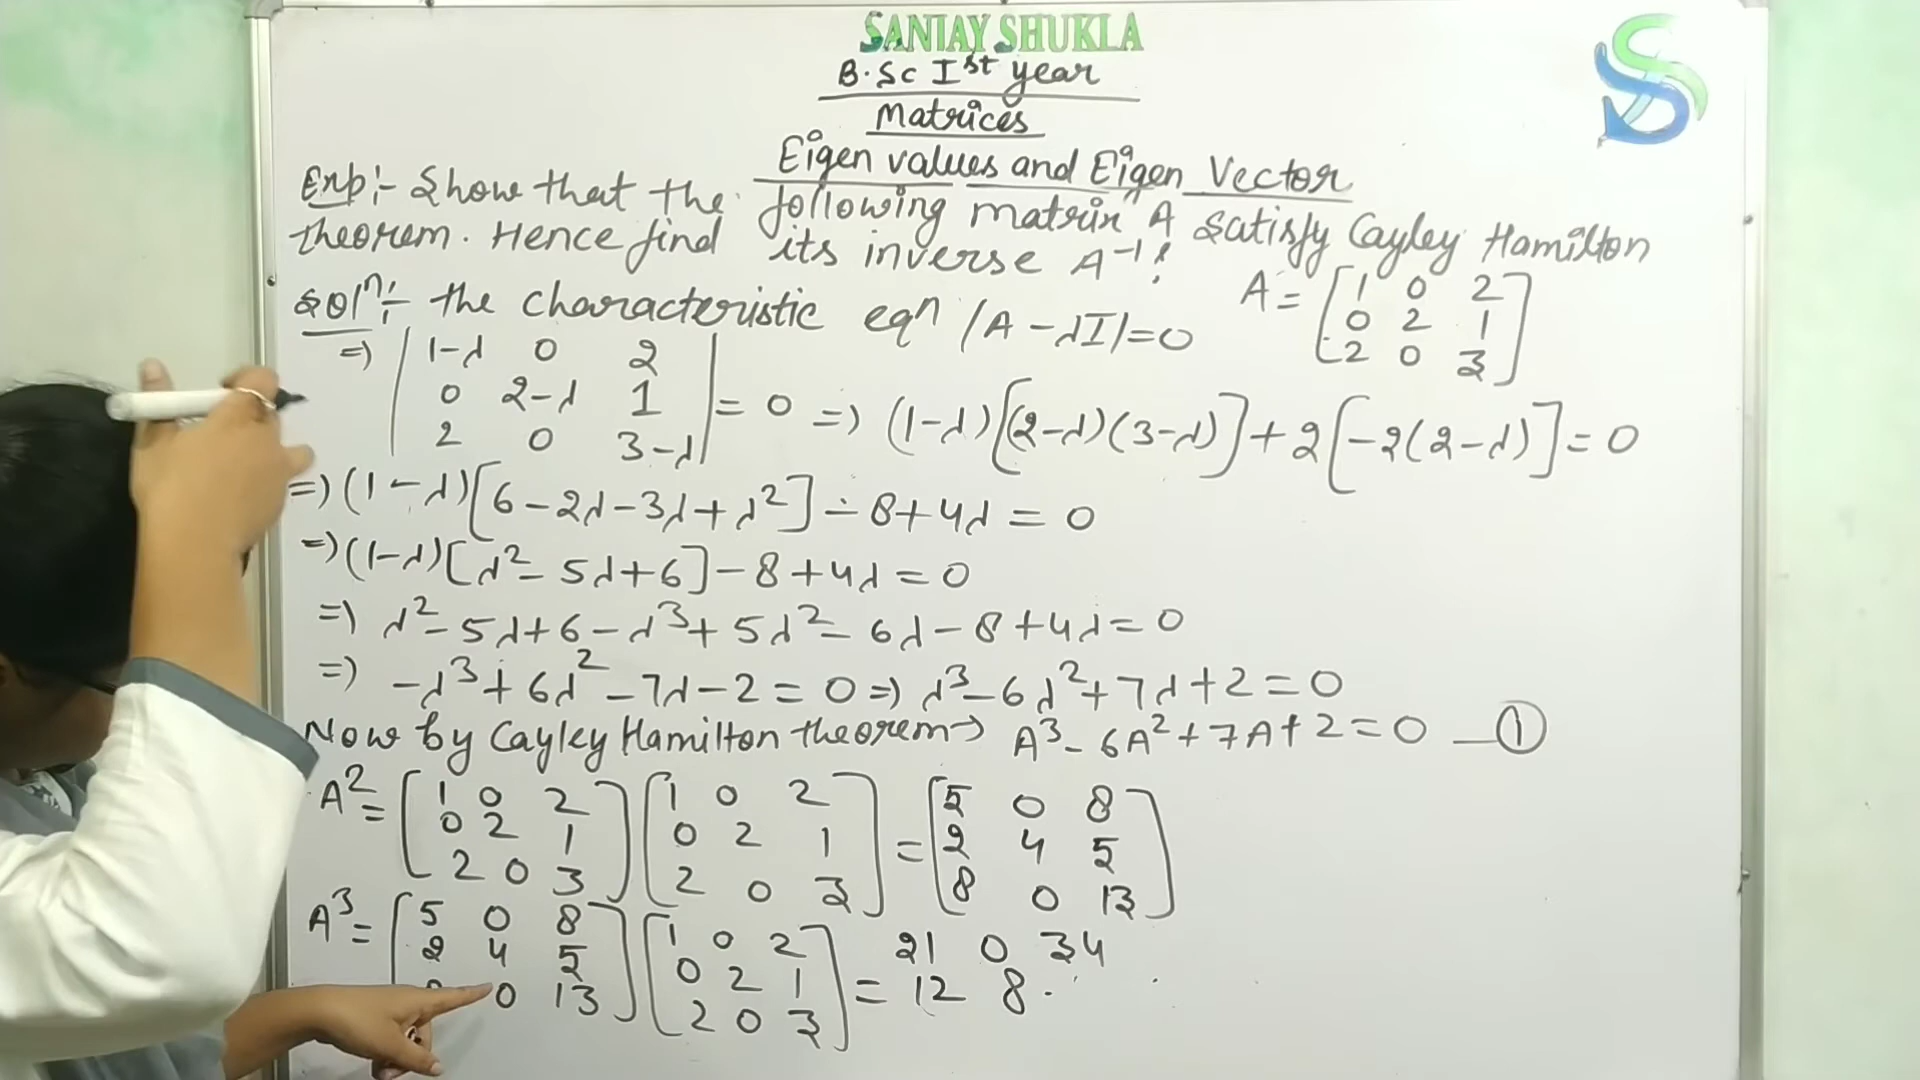 SANJAY SHUKLA
B.Sc Ist year
Matrices
Eigen values and Eigen Vector
Exp:- Show that the following matrix A satisfy Cayley Hamilton
theorem. Hence find its inverse A⁻¹!
A = [1 0 2
0 2 1
2 0 3]
Solⁿ:- the characteristic eqⁿ |A - λI| = 0
=> |1-λ 0 2
0 2-λ 1
2 0 3-λ| = 0 => (1-λ)[(2-λ)(3-λ)] + 2[-2(2-λ)] = 0
=> (1-λ)[6-2λ-3λ+λ²] - 8+4λ = 0
=> (1-λ)[λ²-5λ+6] - 8+4λ = 0
=> λ²-5λ+6-λ³+5λ²-6λ-8+4λ = 0
=> -λ³+6λ²-7λ-2 = 0 => λ³-6λ²+7λ+2 = 0
Now by Cayley Hamilton theorem → A³-6A²+7A+2 = 0 — ①
A² = [1 0 2] [1 0 2] = [5 0 8]
[0 2 1] [0 2 1] [2 4 5]
[2 0 3] [2 0 3] [8 0 13]
A³ = [5 0 8] [1 0 2] = 21 0 34
[2 4 5] [0 2 1] 12 8.
0 13] [2 0 3]